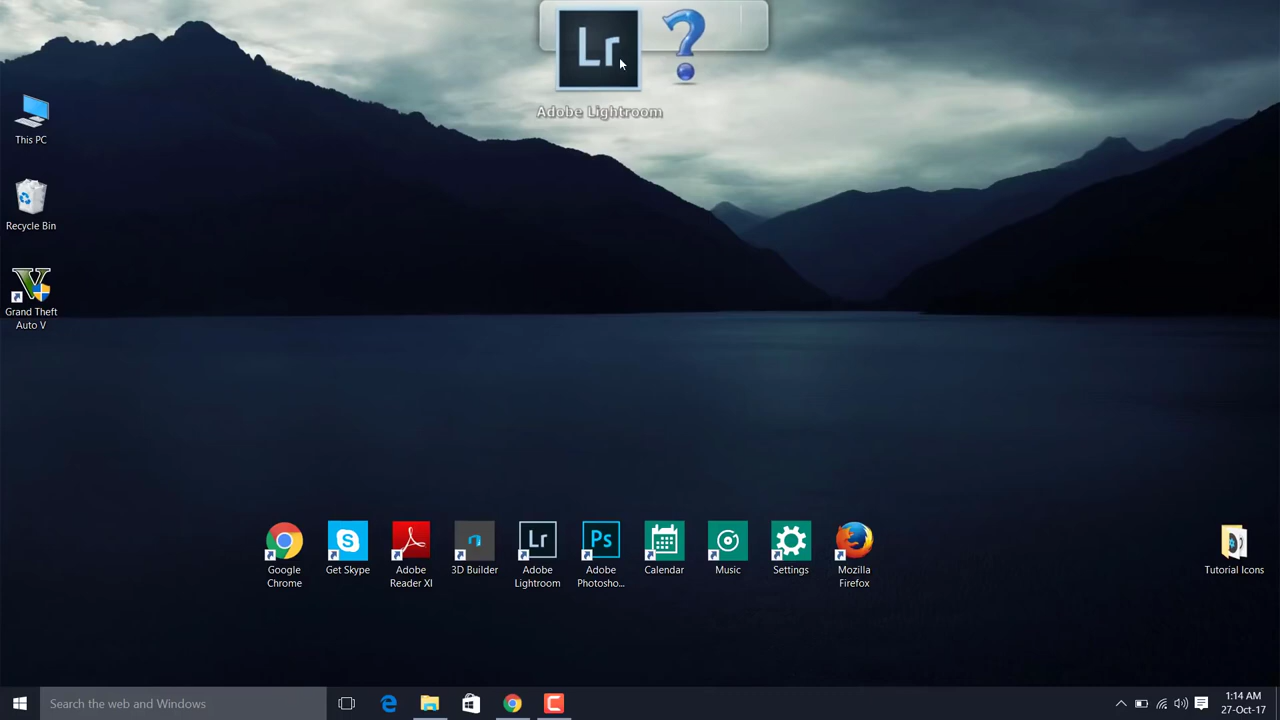 Lr
?
Adobe Lightroom
This PC
Recycle Bin
V
Grand Theft
Auto V
Google
Chrome
S
Get Skype
Adobe
Reader XI
3D Builder
Lr
Adobe
Lightroom
Ps
Adobe
Photosho...
Calendar
Music
Settings
Mozilla
Firefox
Tutorial Icons
Search the web and Windows
1:14 AM
27-Oct-17